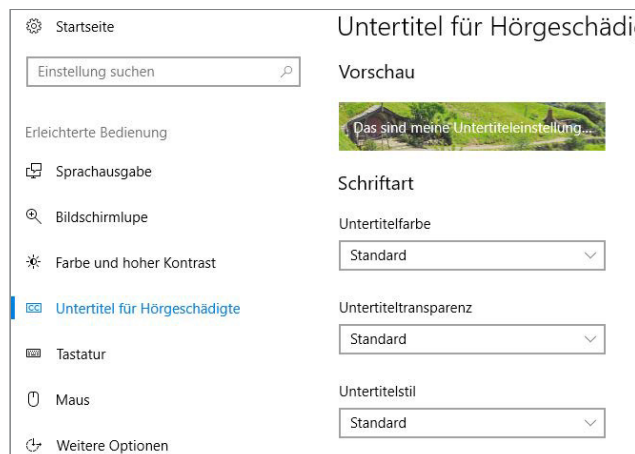 Startseite
Einstellung suchen
Erleichterte Bedienung
Sprachausgabe
Bildschirmlupe
Farbe und hoher Kontrast
CC Untertitel für Hörgeschädigte
Tastatur
Maus
Weitere Optionen
Untertitel für Hörgeschädi
Vorschau
Das sind meine Untertiteleinstellung...
Schriftart
Untertitelfarbe
Standard
Untertiteltransparenz
Standard
Untertitelstil
Standard